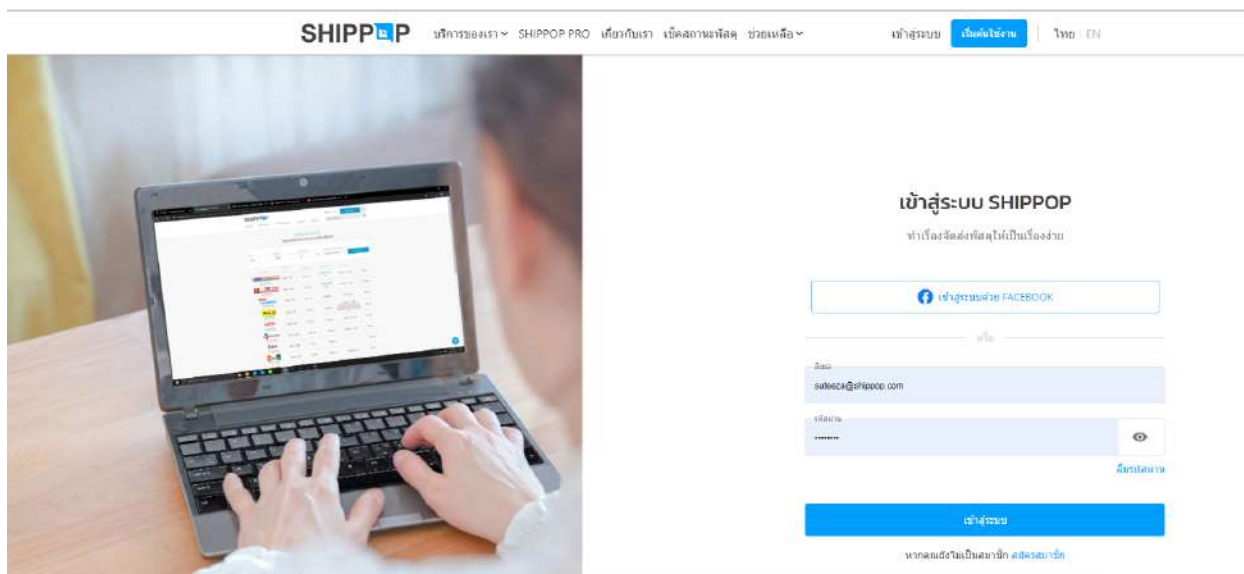 SHIPPOP บริการของเรา SHIPPOP PRO เกี่ยวกับเรา เช็คสถานะพัสดุ ช่วยเหลือ เข้าสู่ระบบ เริ่มต้นใช้งาน ไทย EN
เข้าสู่ระบบ SHIPPOP
ทำเรื่องจัดส่งพัสดุให้เป็นเรื่องง่าย
เข้าสู่ระบบด้วย FACEBOOK
หรือ
อีเมล
suteeza@shippop.com
รหัสผ่าน
ลืมรหัสผ่าน
เข้าสู่ระบบ
หากคุณยังไม่เป็นสมาชิก สมัครสมาชิก